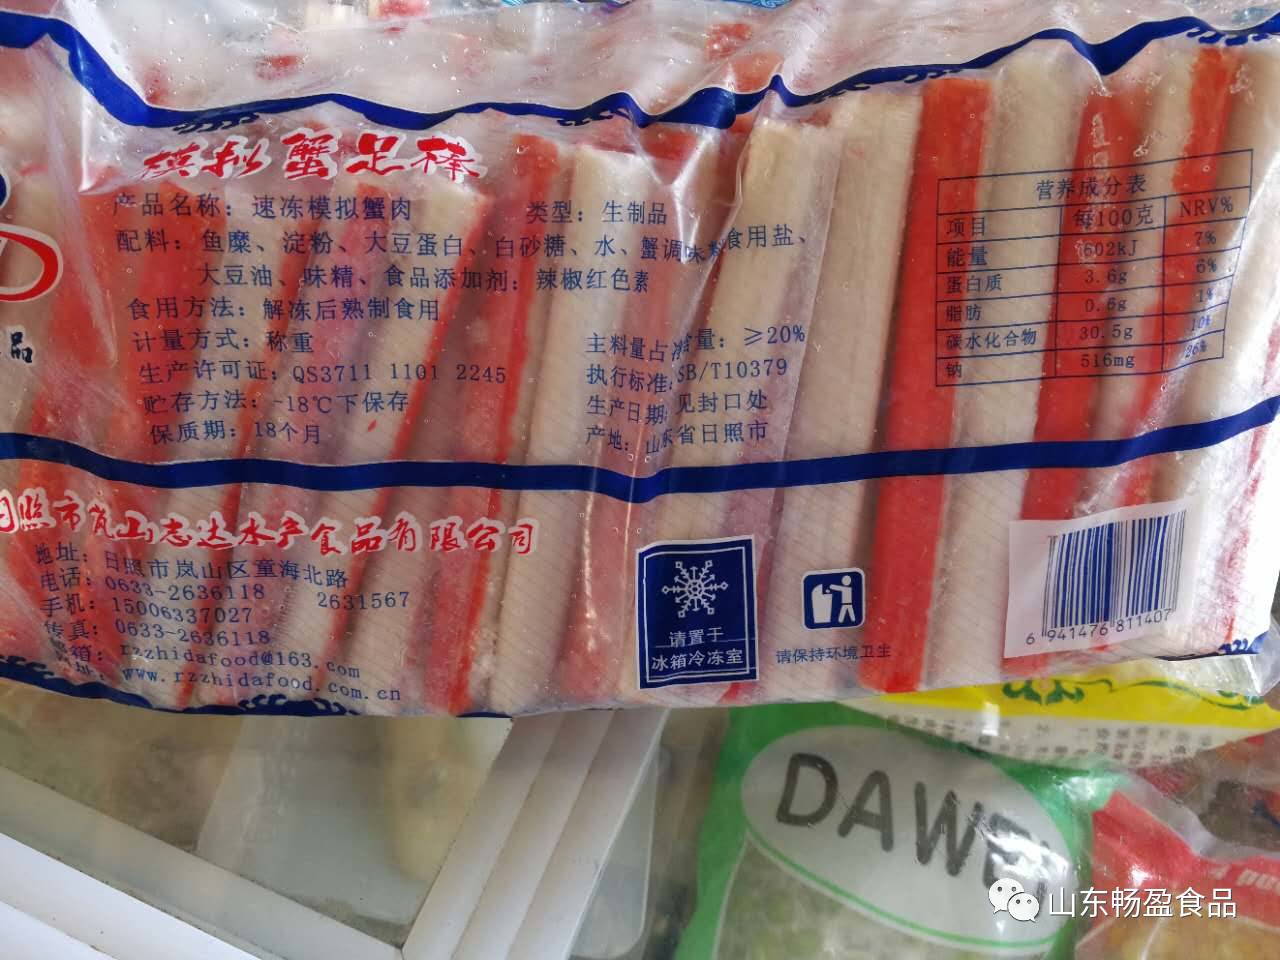 模拟蟹足棒
产品名称：速冻模拟蟹肉 类型：生制品
配料：鱼糜、淀粉、大豆蛋白、白砂糖、水、蟹调味料食用盐、
大豆油、味精、食品添加剂：辣椒红色素
食用方法：解冻后熟制食用
计量方式：称重
生产许可证：QS3711 1101 2245
贮存方法：-18℃下保存
保质期：18个月
主料量占净含量：≥20%
执行标准：SB/T10379
生产日期：见封口处
产地：山东省日照市
营养成分表
项目 每100克 NRV%
能量 602kJ 7%
蛋白质 3.6g 6%
脂肪 0.6g 1%
碳水化合物 30.5g 10%
钠 516mg 26%
品
日照市岚山志达水产食品有限公司
地址：日照市岚山区童海北路
电话：0633-2636118 2631567
手机：15006337027
传真：0633-2636118
邮箱：rzzhidafood@163.com
www.rzzhidafood.com.cn
请置于
冰箱冷冻室
请保持环境卫生
6 941476 811407
DAWEI
山东畅盈食品